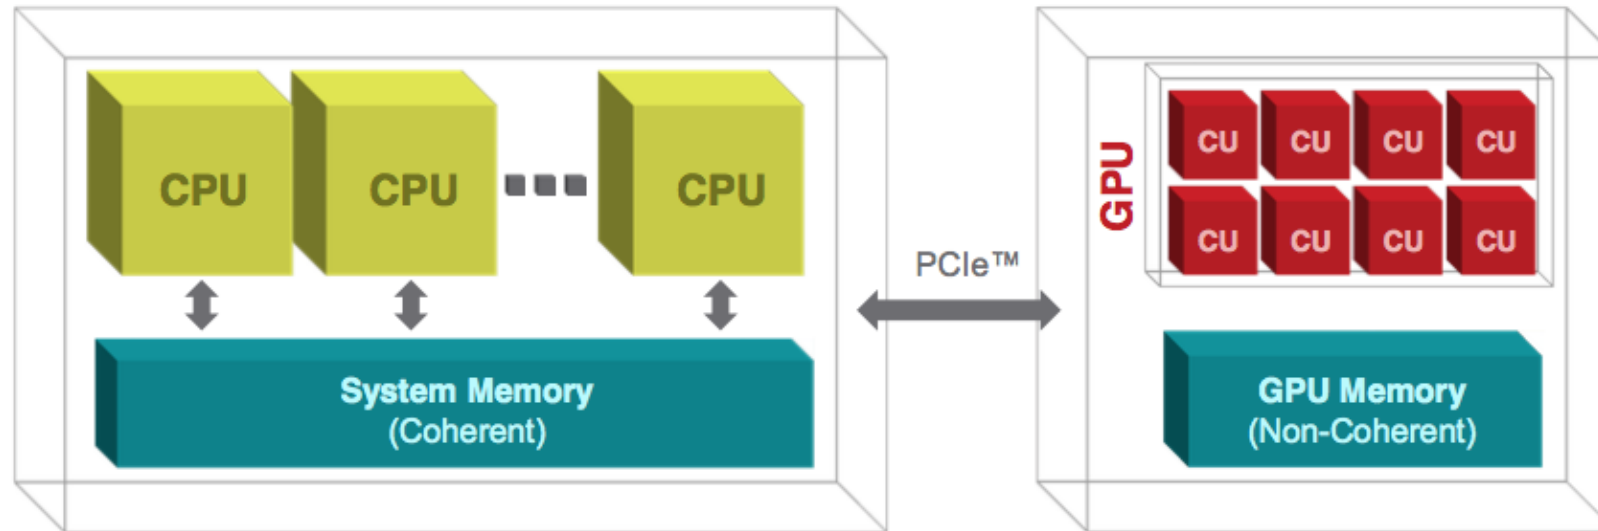 CPU
CPU
CPU
System Memory
(Coherent)
PCIe™
GPU
CU CU CU CU
CU CU CU CU
GPU Memory
(Non-Coherent)